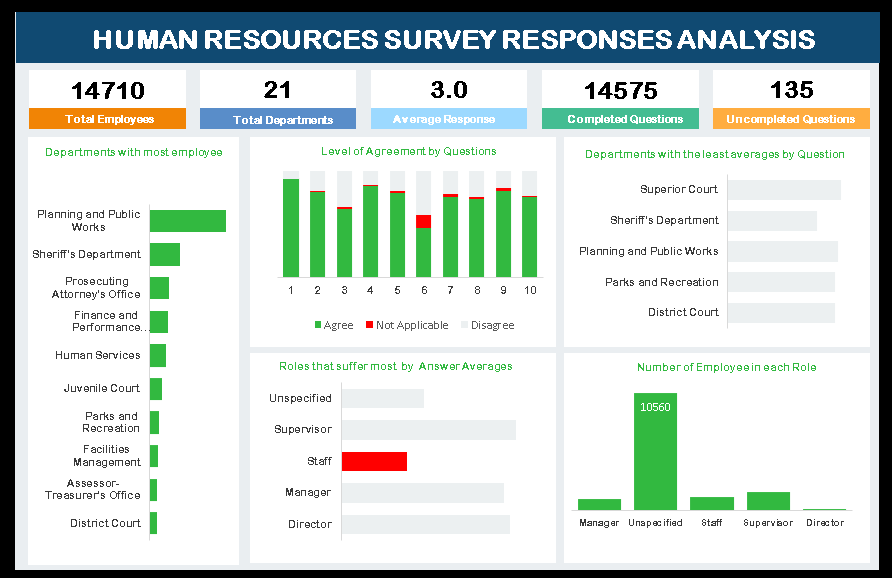 HUMAN RESOURCES SURVEY RESPONSES ANALYSIS
14710
Total Employees
21
Total Departments
3.0
Average Response
14575
Completed Questions
135
Uncompleted Questions
Departments with most employee
Planning and Public
Works
Sheriff's Department
Prosecuting
Attorney's Office
Finance and
Performance...
Human Services
Juvenile Court
Parks and
Recreation
Facilities
Management
Assessor-
Treasurer's Office
District Court
Level of Agreement by Questions
1 2 3 4 5 6 7 8 9 10
Agree Not Applicable Disagree
Departments with the least averages by Question
Superior Court
Sheriff's Department
Planning and Public Works
Parks and Recreation
District Court
Roles that suffer most by Answer Averages
Unspecified
Supervisor
Staff
Manager
Director
Number of Employee in each Role
10560
Manager Unspecified Staff Supervisor Director